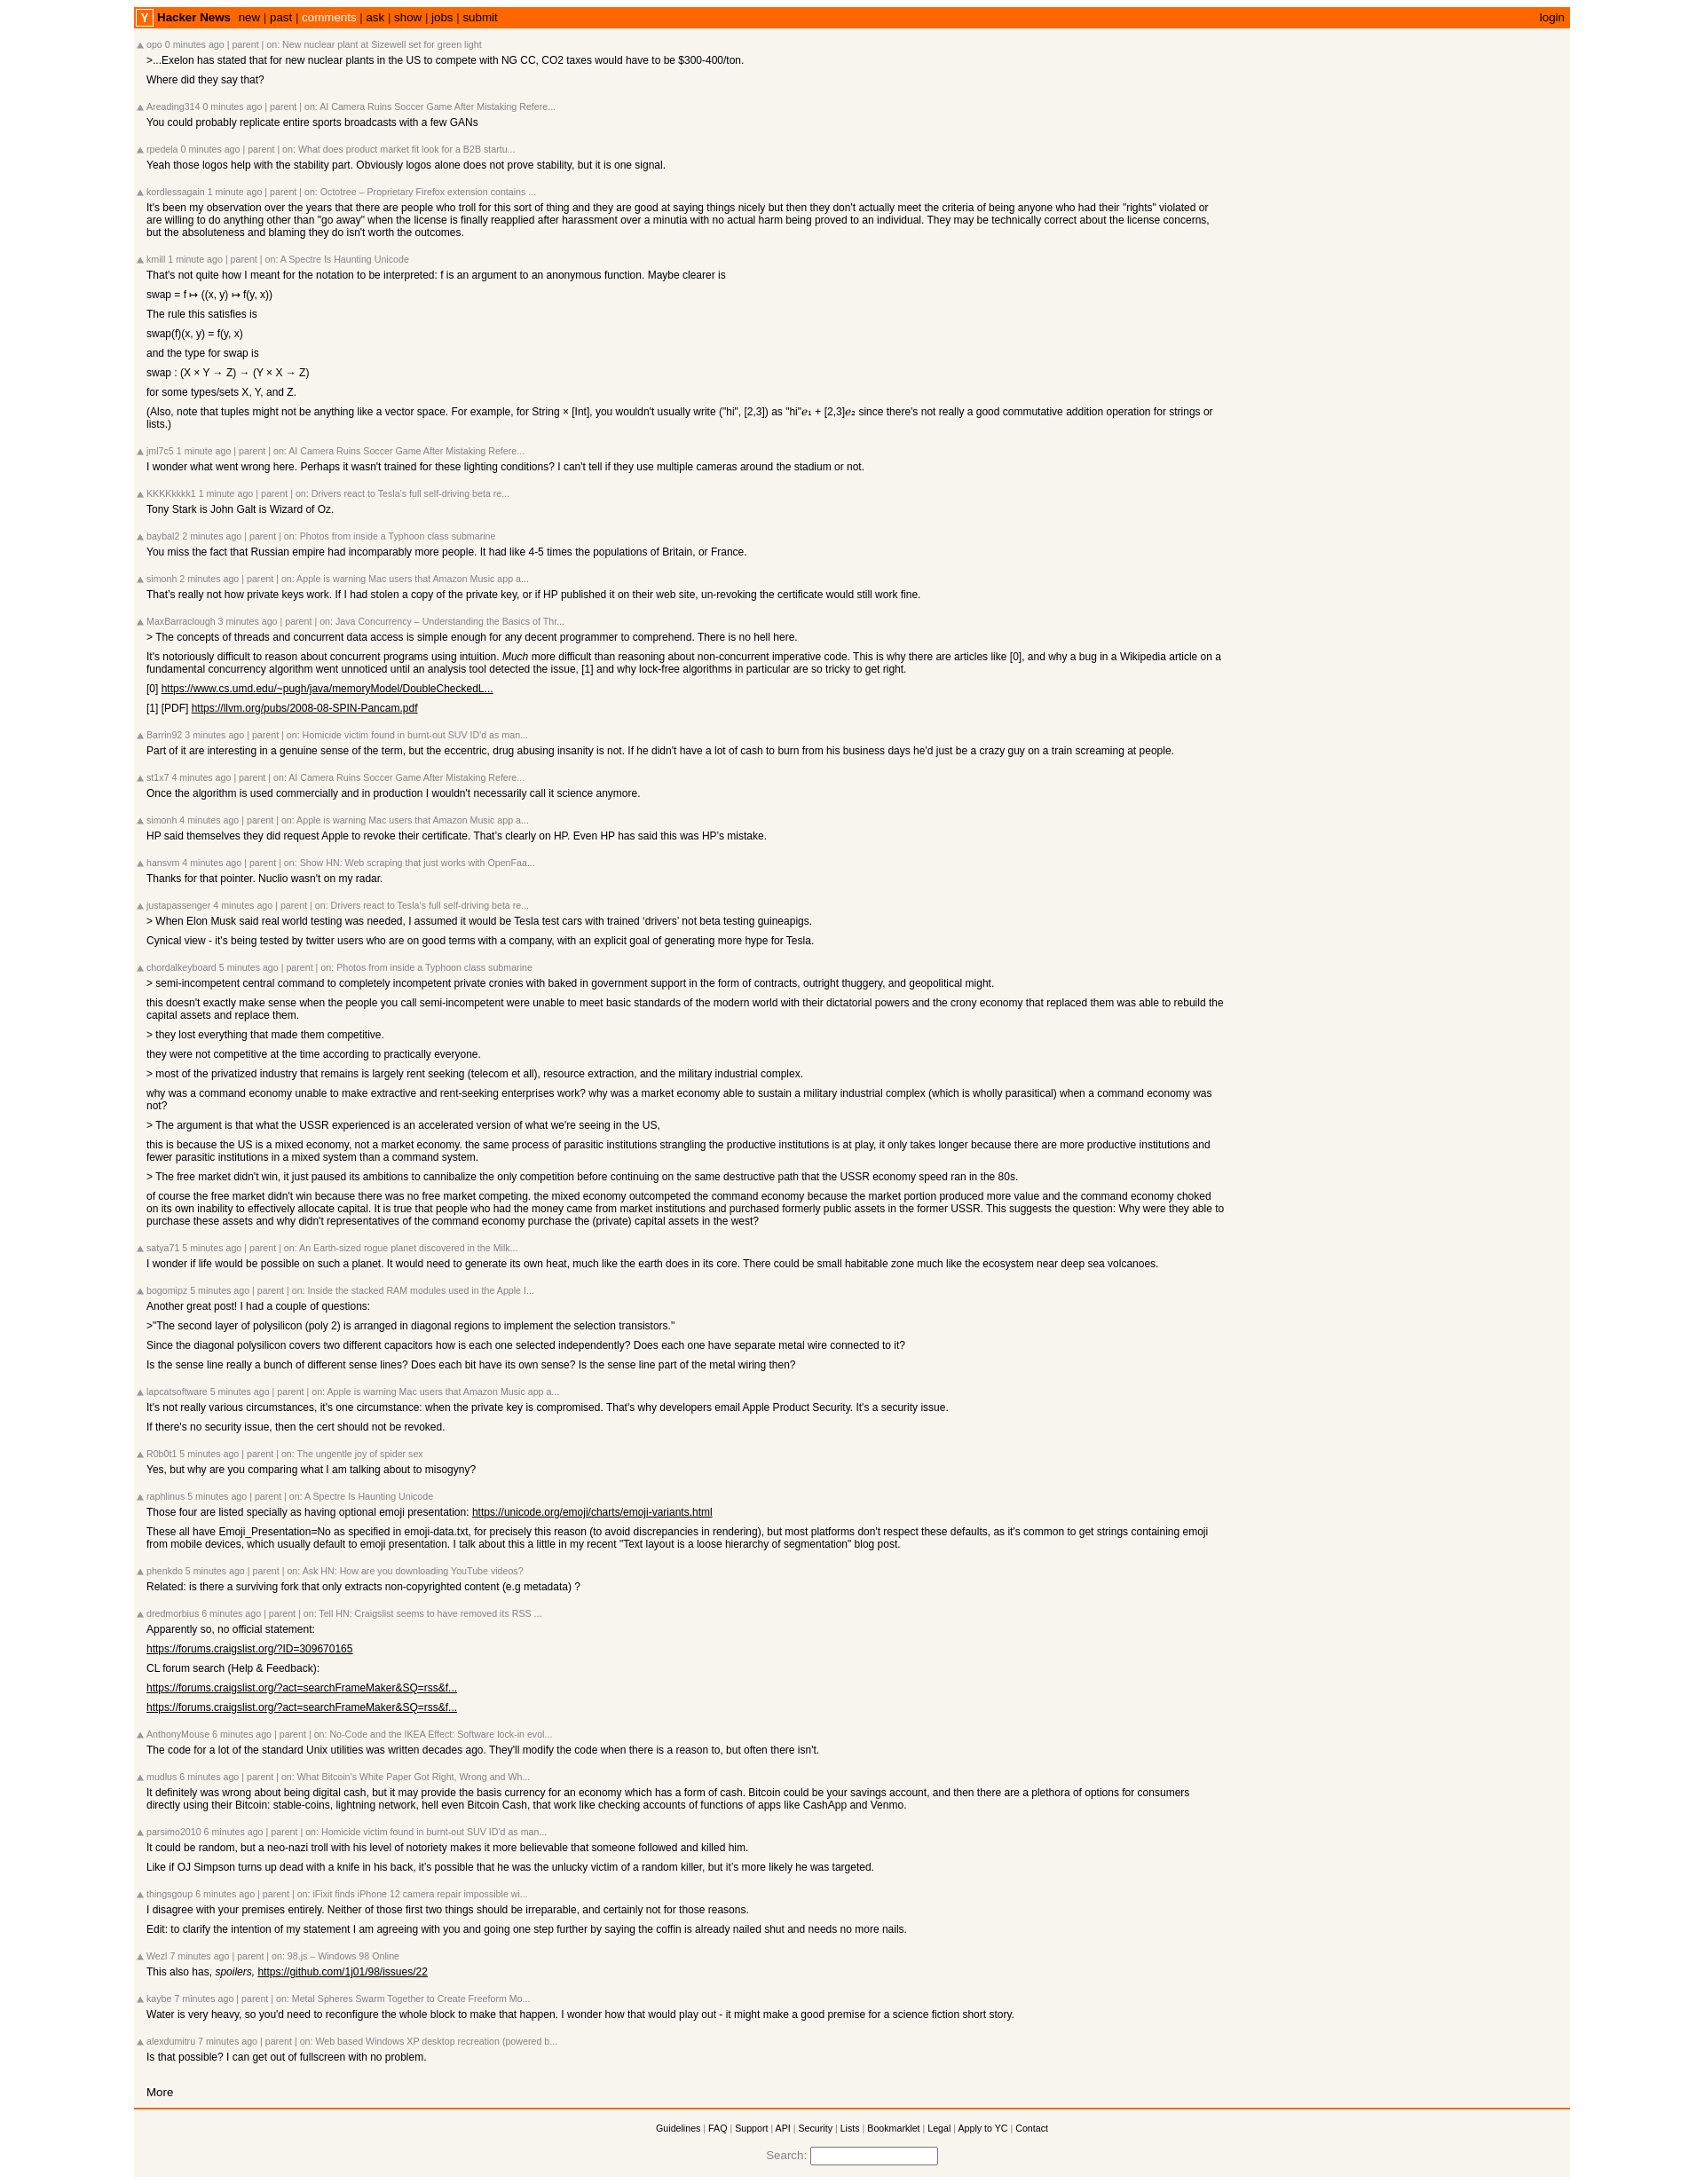 Y Hacker News new | past | comments | ask | show | jobs | submit login
opo 0 minutes ago | parent | on: New nuclear plant at Sizewell set for green light
>...Exelon has stated that for new nuclear plants in the US to compete with NG CC, CO2 taxes would have to be $300-400/ton.
Where did they say that?
Areading314 0 minutes ago | parent | on: AI Camera Ruins Soccer Game After Mistaking Refere...
You could probably replicate entire sports broadcasts with a few GANs
rpedela 0 minutes ago | parent | on: What does product market fit look for a B2B startu...
Yeah those logos help with the stability part. Obviously logos alone does not prove stability, but it is one signal.
kordlessagain 1 minute ago | parent | on: Octotree – Proprietary Firefox extension contains ...
It's been my observation over the years that there are people who troll for this sort of thing and they are good at saying things nicely but then they don't actually meet the criteria of being anyone who had their "rights" violated or
are willing to do anything other than "go away" when the license is finally reapplied after harassment over a minutia with no actual harm being proved to an individual. They may be technically correct about the license concerns,
but the absoluteness and blaming they do isn't worth the outcomes.
kmill 1 minute ago | parent | on: A Spectre Is Haunting Unicode
That's not quite how I meant for the notation to be interpreted: f is an argument to an anonymous function. Maybe clearer is
swap = f ↦ ((x, y) ↦ f(y, x))
The rule this satisfies is
swap(f)(x, y) = f(y, x)
and the type for swap is
swap : (X × Y → Z) → (Y × X → Z)
for some types/sets X, Y, and Z.
(Also, note that tuples might not be anything like a vector space. For example, for String × [Int], you wouldn't usually write ("hi", [2,3]) as "hi"ℯ₁ + [2,3]ℯ₂ since there's not really a good commutative addition operation for strings or
lists.)
jml7c5 1 minute ago | parent | on: AI Camera Ruins Soccer Game After Mistaking Refere...
I wonder what went wrong here. Perhaps it wasn't trained for these lighting conditions? I can't tell if they use multiple cameras around the stadium or not.
KKKKkkkk1 1 minute ago | parent | on: Drivers react to Tesla's full self-driving beta re...
Tony Stark is John Galt is Wizard of Oz.
baybal2 2 minutes ago | parent | on: Photos from inside a Typhoon class submarine
You miss the fact that Russian empire had incomparably more people. It had like 4-5 times the populations of Britain, or France.
simonh 2 minutes ago | parent | on: Apple is warning Mac users that Amazon Music app a...
That’s really not how private keys work. If I had stolen a copy of the private key, or if HP published it on their web site, un-revoking the certificate would still work fine.
MaxBarraclough 3 minutes ago | parent | on: Java Concurrency – Understanding the Basics of Thr...
> The concepts of threads and concurrent data access is simple enough for any decent programmer to comprehend. There is no hell here.
It's notoriously difficult to reason about concurrent programs using intuition. Much more difficult than reasoning about non-concurrent imperative code. This is why there are articles like [0], and why a bug in a Wikipedia article on a
fundamental concurrency algorithm went unnoticed until an analysis tool detected the issue, [1] and why lock-free algorithms in particular are so tricky to get right.
[0] https://www.cs.umd.edu/~pugh/java/memoryModel/DoubleCheckedL...
[1] [PDF] https://llvm.org/pubs/2008-08-SPIN-Pancam.pdf
Barrin92 3 minutes ago | parent | on: Homicide victim found in burnt-out SUV ID'd as man...
Part of it are interesting in a genuine sense of the term, but the eccentric, drug abusing insanity is not. If he didn't have a lot of cash to burn from his business days he'd just be a crazy guy on a train screaming at people.
st1x7 4 minutes ago | parent | on: AI Camera Ruins Soccer Game After Mistaking Refere...
Once the algorithm is used commercially and in production I wouldn't necessarily call it science anymore.
simonh 4 minutes ago | parent | on: Apple is warning Mac users that Amazon Music app a...
HP said themselves they did request Apple to revoke their certificate. That’s clearly on HP. Even HP has said this was HP’s mistake.
hansvm 4 minutes ago | parent | on: Show HN: Web scraping that just works with OpenFaa...
Thanks for that pointer. Nuclio wasn't on my radar.
justapassenger 4 minutes ago | parent | on: Drivers react to Tesla's full self-driving beta re...
> When Elon Musk said real world testing was needed, I assumed it would be Tesla test cars with trained ‘drivers’ not beta testing guineapigs.
Cynical view - it's being tested by twitter users who are on good terms with a company, with an explicit goal of generating more hype for Tesla.
chordalkeyboard 5 minutes ago | parent | on: Photos from inside a Typhoon class submarine
> semi-incompetent central command to completely incompetent private cronies with baked in government support in the form of contracts, outright thuggery, and geopolitical might.
this doesn't exactly make sense when the people you call semi-incompetent were unable to meet basic standards of the modern world with their dictatorial powers and the crony economy that replaced them was able to rebuild the
capital assets and replace them.
> they lost everything that made them competitive.
they were not competitive at the time according to practically everyone.
> most of the privatized industry that remains is largely rent seeking (telecom et all), resource extraction, and the military industrial complex.
why was a command economy unable to make extractive and rent-seeking enterprises work? why was a market economy able to sustain a military industrial complex (which is wholly parasitical) when a command economy was
not?
> The argument is that what the USSR experienced is an accelerated version of what we're seeing in the US,
this is because the US is a mixed economy, not a market economy. the same process of parasitic institutions strangling the productive institutions is at play, it only takes longer because there are more productive institutions and
fewer parasitic institutions in a mixed system than a command system.
> The free market didn't win, it just paused its ambitions to cannibalize the only competition before continuing on the same destructive path that the USSR economy speed ran in the 80s.
of course the free market didn't win because there was no free market competing. the mixed economy outcompeted the command economy because the market portion produced more value and the command economy choked
on its own inability to effectively allocate capital. It is true that people who had the money came from market institutions and purchased formerly public assets in the former USSR. This suggests the question: Why were they able to
purchase these assets and why didn't representatives of the command economy purchase the (private) capital assets in the west?
satya71 5 minutes ago | parent | on: An Earth-sized rogue planet discovered in the Milk...
I wonder if life would be possible on such a planet. It would need to generate its own heat, much like the earth does in its core. There could be small habitable zone much like the ecosystem near deep sea volcanoes.
bogomipz 5 minutes ago | parent | on: Inside the stacked RAM modules used in the Apple I...
Another great post! I had a couple of questions:
>"The second layer of polysilicon (poly 2) is arranged in diagonal regions to implement the selection transistors."
Since the diagonal polysilicon covers two different capacitors how is each one selected independently? Does each one have separate metal wire connected to it?
Is the sense line really a bunch of different sense lines? Does each bit have its own sense? Is the sense line part of the metal wiring then?
lapcatsoftware 5 minutes ago | parent | on: Apple is warning Mac users that Amazon Music app a...
It's not really various circumstances, it's one circumstance: when the private key is compromised. That's why developers email Apple Product Security. It's a security issue.
If there's no security issue, then the cert should not be revoked.
R0b0t1 5 minutes ago | parent | on: The ungentle joy of spider sex
Yes, but why are you comparing what I am talking about to misogyny?
raphlinus 5 minutes ago | parent | on: A Spectre Is Haunting Unicode
Those four are listed specially as having optional emoji presentation: https://unicode.org/emoji/charts/emoji-variants.html
These all have Emoji_Presentation=No as specified in emoji-data.txt, for precisely this reason (to avoid discrepancies in rendering), but most platforms don't respect these defaults, as it's common to get strings containing emoji
from mobile devices, which usually default to emoji presentation. I talk about this a little in my recent "Text layout is a loose hierarchy of segmentation" blog post.
phenkdo 5 minutes ago | parent | on: Ask HN: How are you downloading YouTube videos?
Related: is there a surviving fork that only extracts non-copyrighted content (e.g metadata) ?
dredmorbius 6 minutes ago | parent | on: Tell HN: Craigslist seems to have removed its RSS ...
Apparently so, no official statement:
https://forums.craigslist.org/?ID=309670165
CL forum search (Help & Feedback):
https://forums.craigslist.org/?act=searchFrameMaker&SQ=rss&f...
https://forums.craigslist.org/?act=searchFrameMaker&SQ=rss&f...
AnthonyMouse 6 minutes ago | parent | on: No-Code and the IKEA Effect: Software lock-in evol...
The code for a lot of the standard Unix utilities was written decades ago. They'll modify the code when there is a reason to, but often there isn't.
mudlus 6 minutes ago | parent | on: What Bitcoin's White Paper Got Right, Wrong and Wh...
It definitely was wrong about being digital cash, but it may provide the basis currency for an economy which has a form of cash. Bitcoin could be your savings account, and then there are a plethora of options for consumers
directly using their Bitcoin: stable-coins, lightning network, hell even Bitcoin Cash, that work like checking accounts of functions of apps like CashApp and Venmo.
parsimo2010 6 minutes ago | parent | on: Homicide victim found in burnt-out SUV ID'd as man...
It could be random, but a neo-nazi troll with his level of notoriety makes it more believable that someone followed and killed him.
Like if OJ Simpson turns up dead with a knife in his back, it’s possible that he was the unlucky victim of a random killer, but it’s more likely he was targeted.
thingsgoup 6 minutes ago | parent | on: iFixit finds iPhone 12 camera repair impossible wi...
I disagree with your premises entirely. Neither of those first two things should be irreparable, and certainly not for those reasons.
Edit: to clarify the intention of my statement I am agreeing with you and going one step further by saying the coffin is already nailed shut and needs no more nails.
Wezl 7 minutes ago | parent | on: 98.js – Windows 98 Online
This also has, spoilers, https://github.com/1j01/98/issues/22
kaybe 7 minutes ago | parent | on: Metal Spheres Swarm Together to Create Freeform Mo...
Water is very heavy, so you'd need to reconfigure the whole block to make that happen. I wonder how that would play out - it might make a good premise for a science fiction short story.
alexdumitru 7 minutes ago | parent | on: Web based Windows XP desktop recreation (powered b...
Is that possible? I can get out of fullscreen with no problem.
More
Guidelines | FAQ | Support | API | Security | Lists | Bookmarklet | Legal | Apply to YC | Contact
Search: